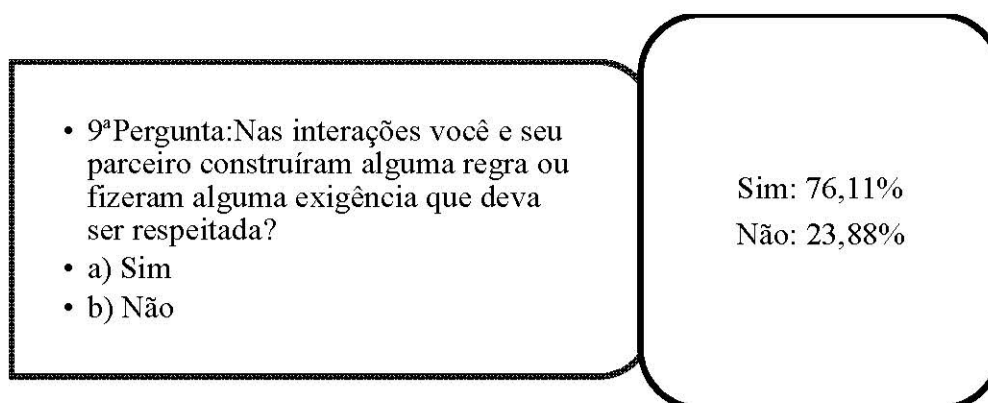 • 9ªPergunta:Nas interações você e seu
parceiro construíram alguma regra ou
fizeram alguma exigência que deva
ser respeitada?
• a) Sim
• b) Não
Sim: 76,11%
Não: 23,88%